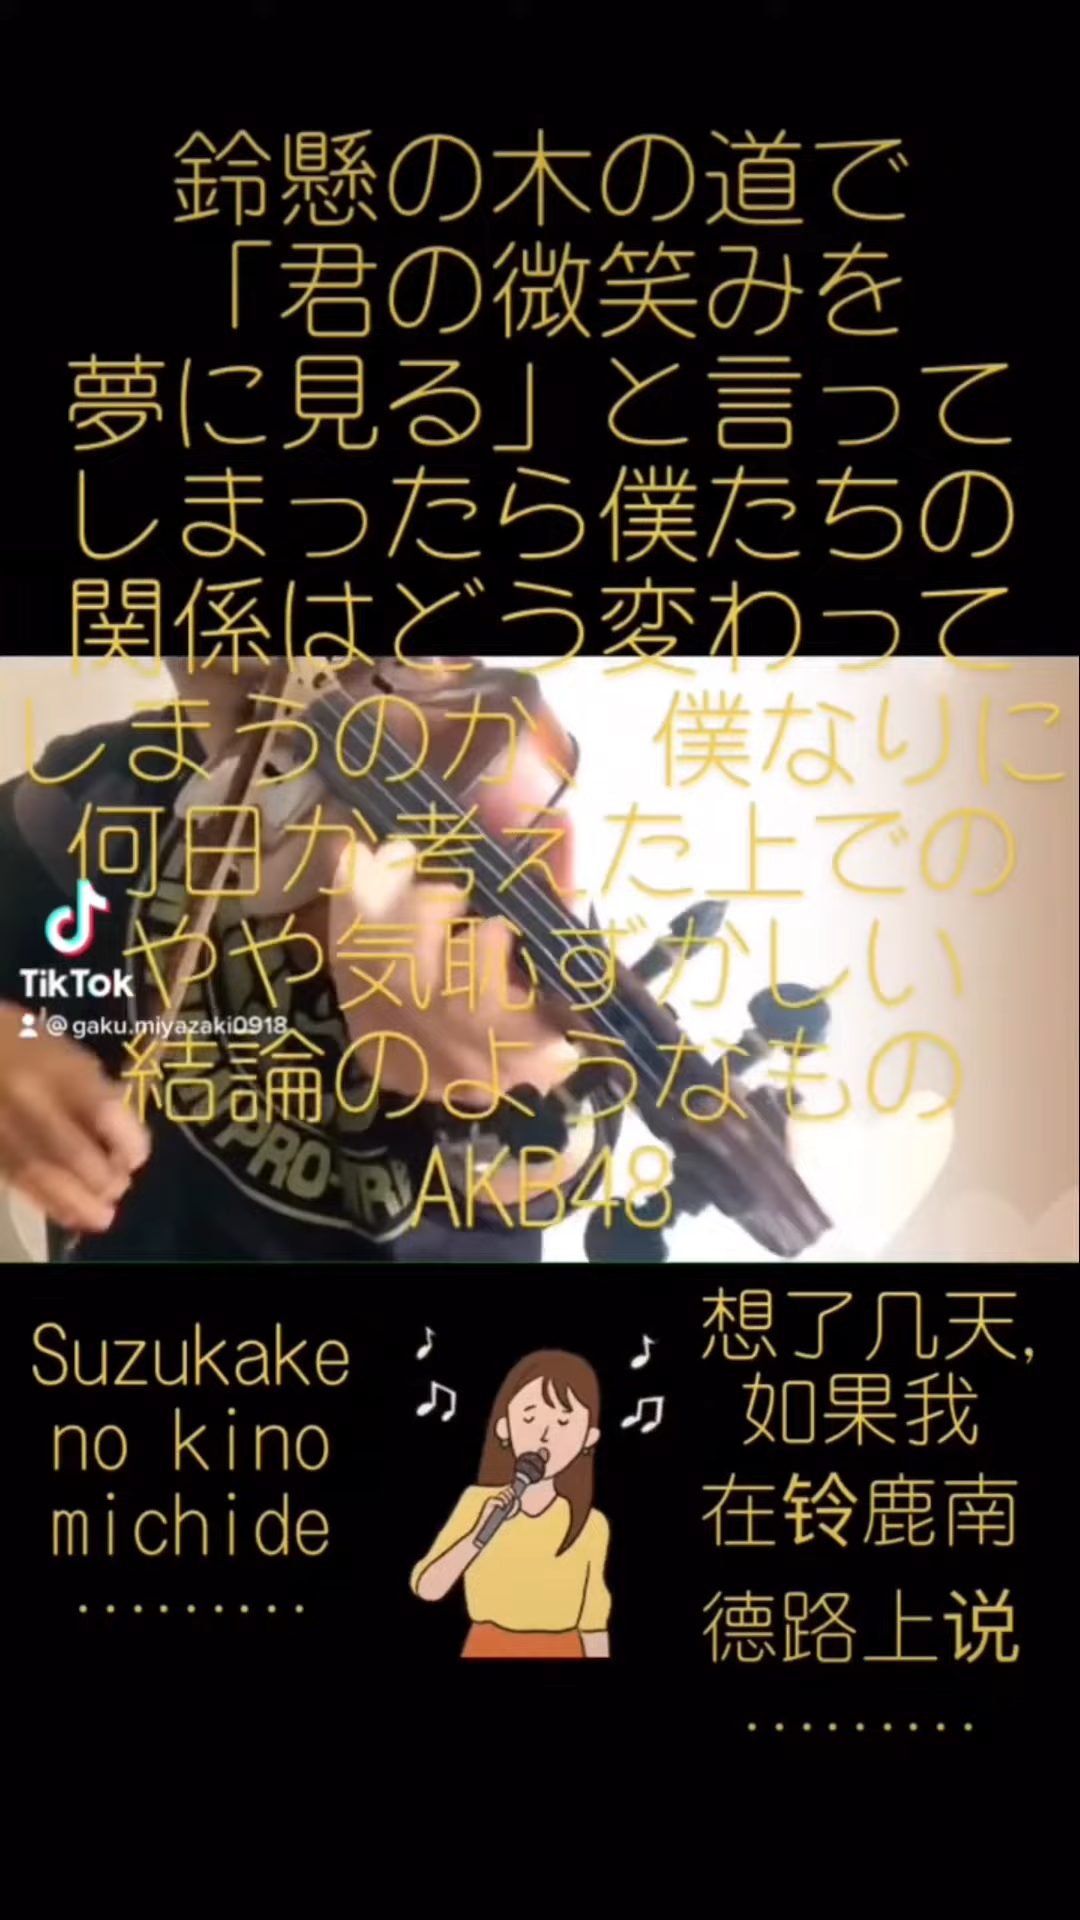 鈴懸の木の道で
「君の微笑みを
夢に見る」と言って
しまったら僕たちの
関係はどう変わって
しまうのか、僕なりに
何日か考えた上での
やや気恥ずかしい
結論のようなもの
AKB48
TikTok
@gaku.miyazaki0918
PRO-
Suzukake
no kino
michide
·········
想了几天,
如果我
在铃鹿南
德路上说
·········